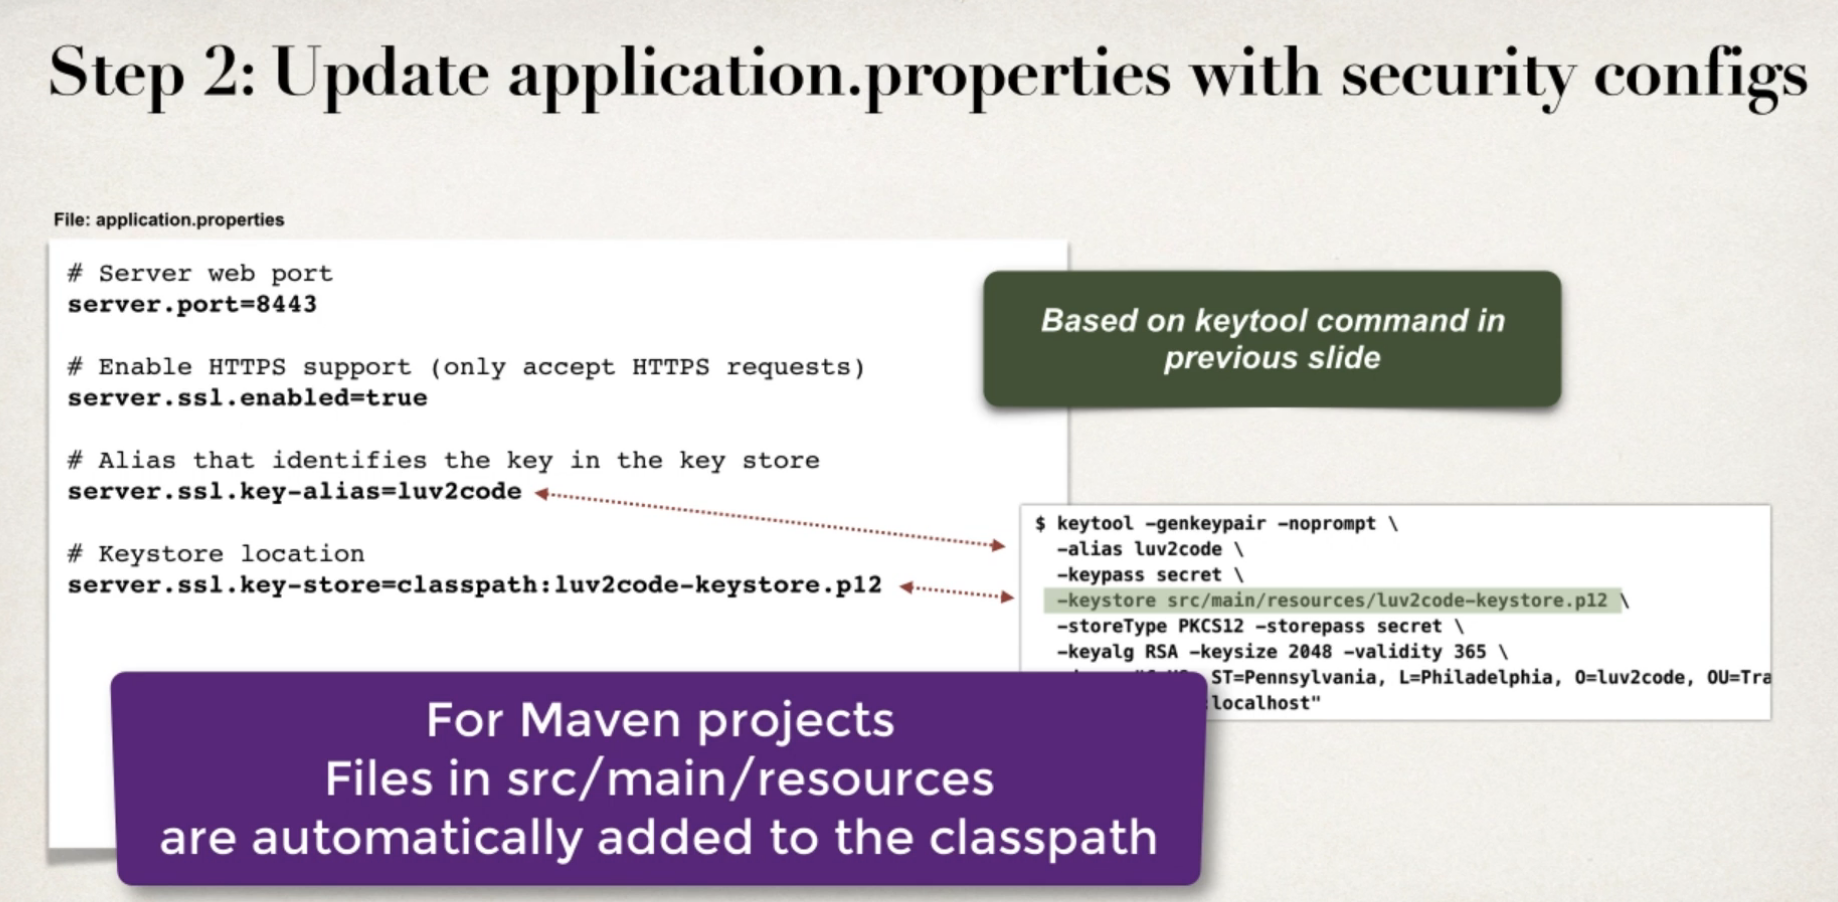 Step 2: Update application.properties with security configs
File: application.properties
# Server web port
server.port=8443
# Enable HTTPS support (only accept HTTPS requests)
server.ssl.enabled=true
# Alias that identifies the key in the key store
server.ssl.key-alias=luv2code
# Keystore location
server.ssl.key-store=classpath:luv2code-keystore.p12
Based on keytool command in
previous slide
$ keytool -genkeypair -noprompt \
-alias luv2code \
-keypass secret \
-keystore src/main/resources/luv2code-keystore.p12 \
-storeType PKCS12 -storepass secret \
-keyalg RSA -keysize 2048 -validity 365 \
ST=Pennsylvania, L=Philadelphia, O=luv2code, OU=Tra
localhost"
For Maven projects
Files in src/main/resources
are automatically added to the classpath